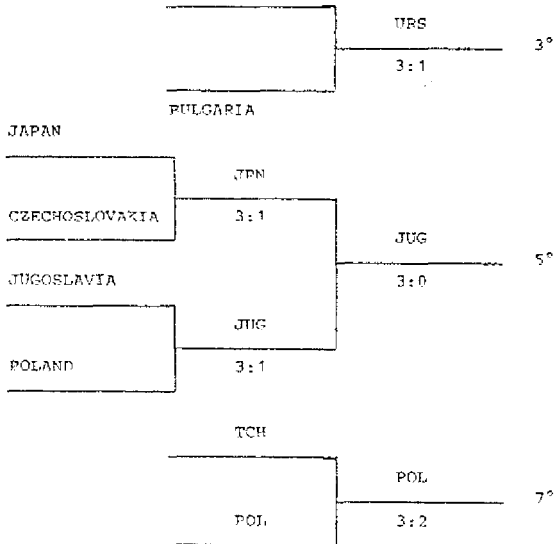 URS
3°
3:1
BULGARIA
JAPAN
JPN
CZECHOSLOVAKIA
3:1
JUG
5°
JUGOSLAVIA
3:0
JUG
POLAND
3:1
TCH
POL
7°
POL
3:2